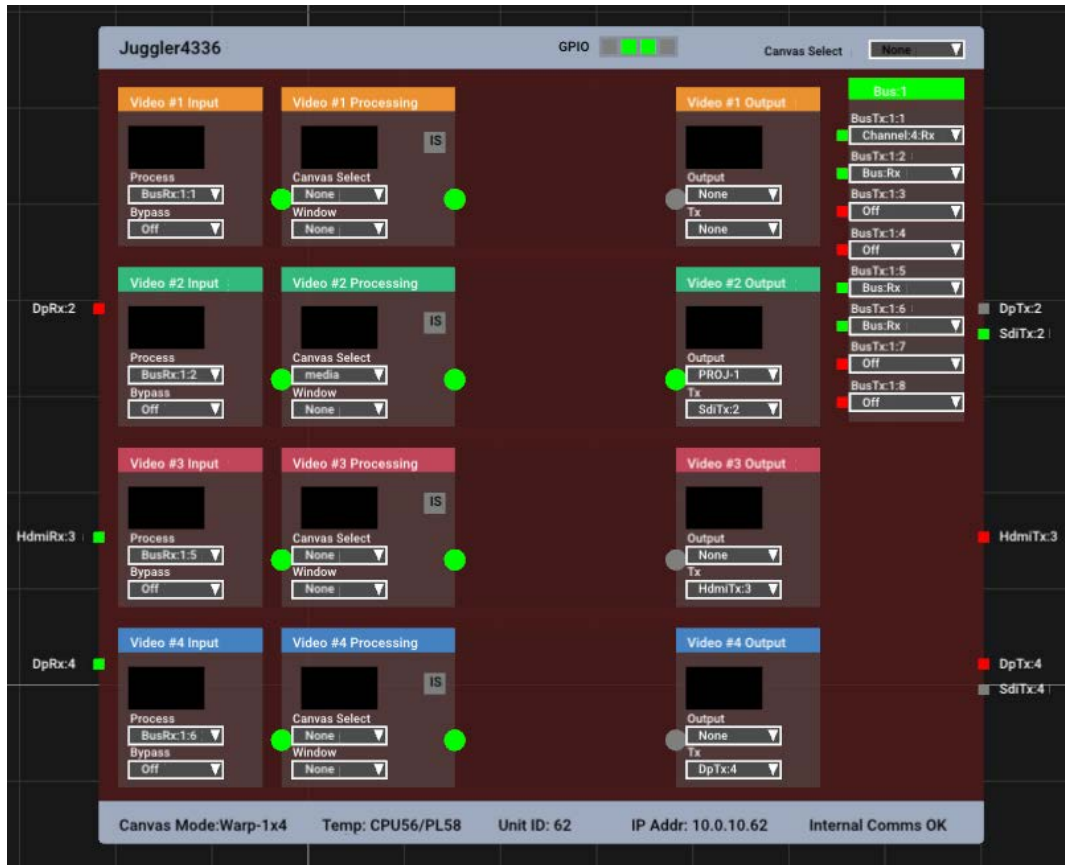 Juggler4336
GPIO
Canvas Select
None
Video #1 Input
Video #1 Processing
Video #1 Output
Bus:1
IS
Process
BusRx:1:1
Bypass
Off
Canvas Select
None
Window
None
Output
None
Tx
None
BusTx:1:1
Channel:4:Rx
BusTx:1:2
Bus:Rx
BusTx:1:3
Off
BusTx:1:4
Off
BusTx:1:5
Bus:Rx
BusTx:1:6
Bus:Rx
BusTx:1:7
Off
BusTx:1:8
Off
DpRx:2
Video #2 Input
Video #2 Processing
Video #2 Output
IS
Process
BusRx:1:2
Bypass
Off
Canvas Select
media
Window
None
Output
PROJ-1
Tx
SdiTx:2
DpTx:2
SdiTx:2
HdmiRx:3
Video #3 Input
Video #3 Processing
Video #3 Output
IS
Process
BusRx:1:5
Bypass
Off
Canvas Select
None
Window
None
Output
None
Tx
HdmiTx:3
HdmiTx:3
DpRx:4
Video #4 Input
Video #4 Processing
Video #4 Output
IS
Process
BusRx:1:6
Bypass
Off
Canvas Select
None
Window
None
Output
None
Tx
DpTx:4
DpTx:4
SdiTx:4
Canvas Mode:Warp-1x4 Temp: CPU56/PL58 Unit ID: 62 IP Addr: 10.0.10.62 Internal Comms OK